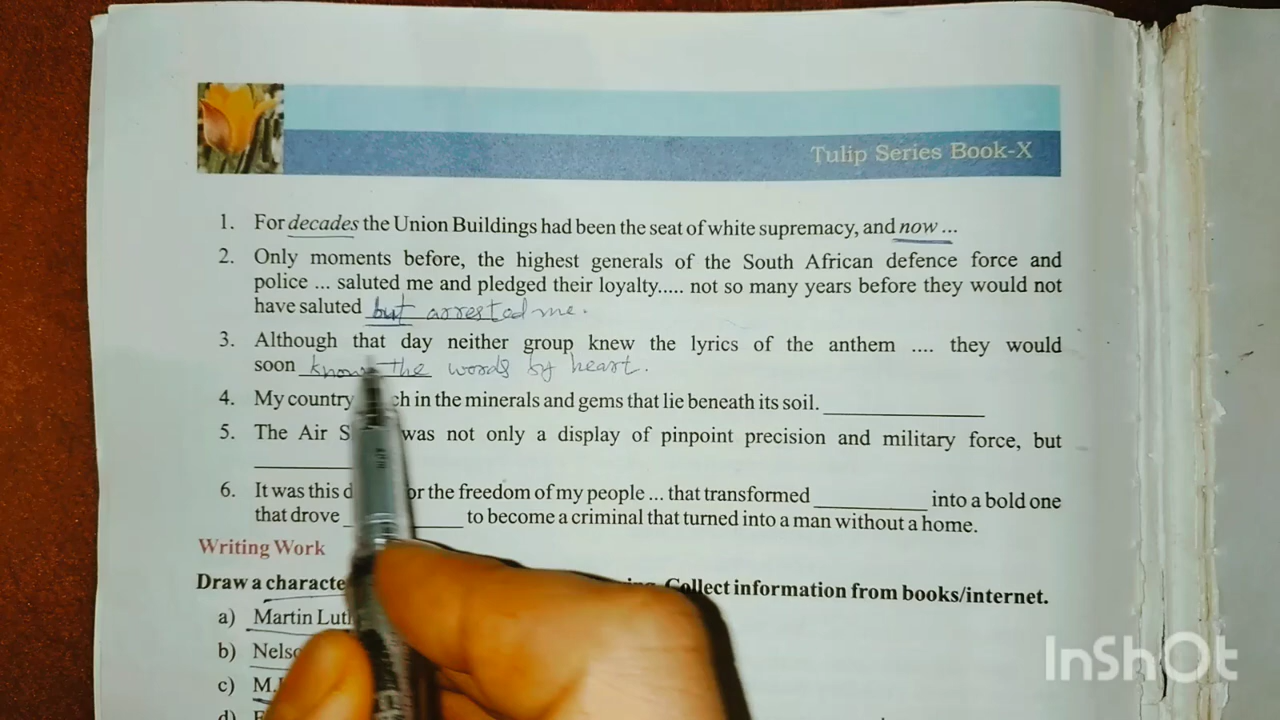 Tulip Series Book-X
1. For decades the Union Buildings had been the seat of white supremacy, and now ...
2. Only moments before, the highest generals of the South African defence force and
police ... saluted me and pledged their loyalty..... not so many years before they would not
have saluted but arrested me.
3. Although that day neither group knew the lyrics of the anthem .... they would
soon know the words by heart.
4. My country ch in the minerals and gems that lie beneath its soil.
5. The Air S was not only a display of pinpoint precision and military force, but
6. It was this d or the freedom of my people ... that transformed into a bold one
that drove to become a criminal that turned into a man without a home.
Writing Work
Draw a characte Collect information from books/internet.
a) Martin Luth
b) Nelso
c) M.
d)
InShOt